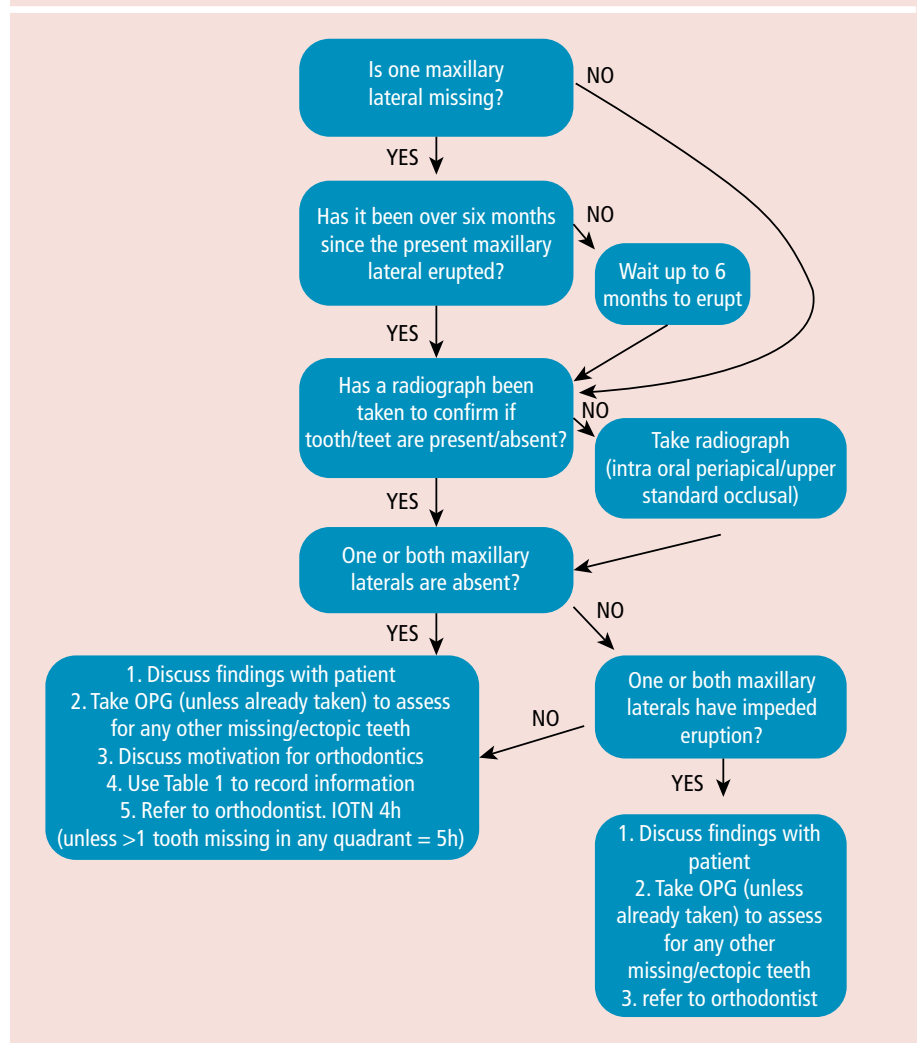 Is one maxillary
lateral missing?
NO
YES
Has it been over six months
since the present maxillary
lateral erupted?
NO
Wait up to 6
months to erupt
YES
Has a radiograph been
taken to confirm if
tooth/teet are present/absent?
NO
Take radiograph
(intra oral periapical/upper
standard occlusal)
YES
One or both maxillary
laterals are absent?
NO
YES
1. Discuss findings with patient
2. Take OPG (unless already taken) to assess
for any other missing/ectopic teeth
3. Discuss motivation for orthodontics
4. Use Table 1 to record information
5. Refer to orthodontist. IOTN 4h
(unless >1 tooth missing in any quadrant = 5h)
One or both maxillary
laterals have impeded
eruption?
NO
YES
1. Discuss findings with
patient
2. Take OPG (unless
already taken) to assess
for any other
missing/ectopic teeth
3. refer to orthodontist